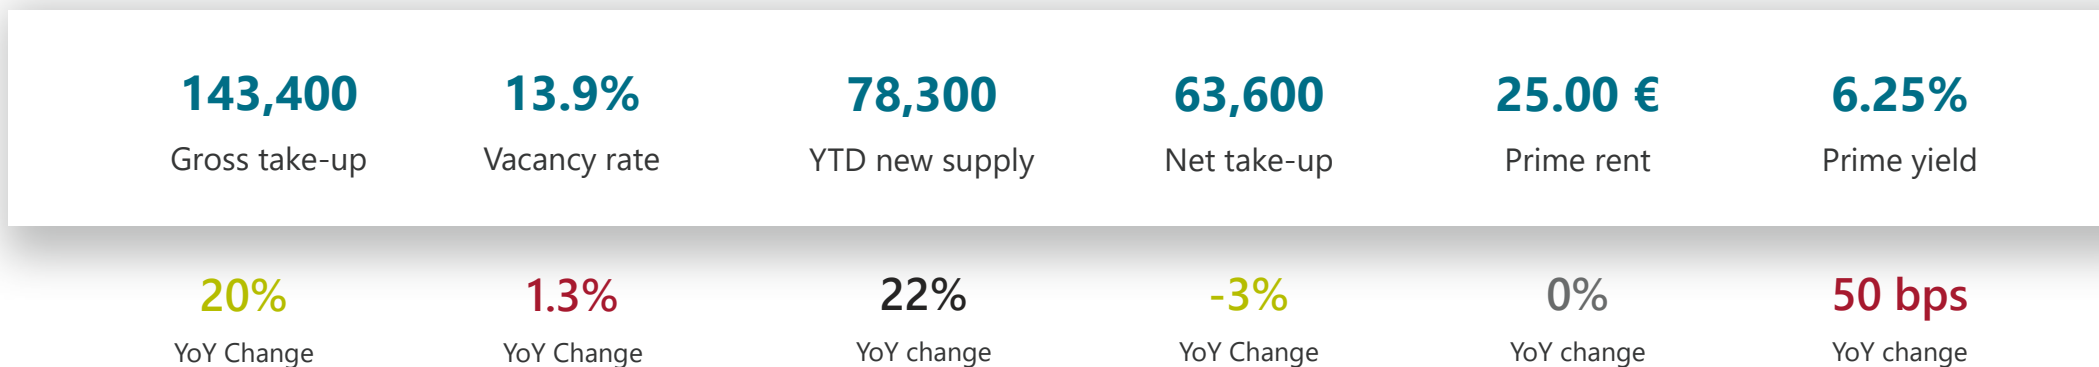 143,400 13.9% 78,300 63,600 25.00 € 6.25%
Gross take-up Vacancy rate YTD new supply Net take-up Prime rent Prime yield
20% 1.3% 22% -3% 0% 50 bps
YoY Change YoY Change YoY change YoY Change YoY change YoY change